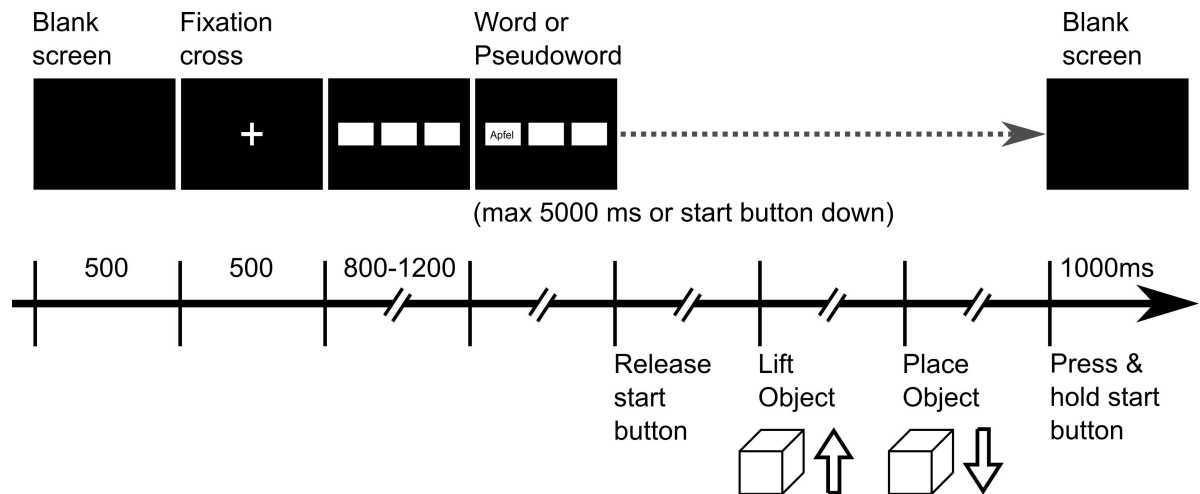 Blank
screen
Fixation
cross
Word or
Pseudoword
Blank
screen
Apfel
(max 5000 ms or start button down)
500
500
800-1200
1000ms
Release
start
button
Lift
Object
Place
Object
Press &
hold start
button